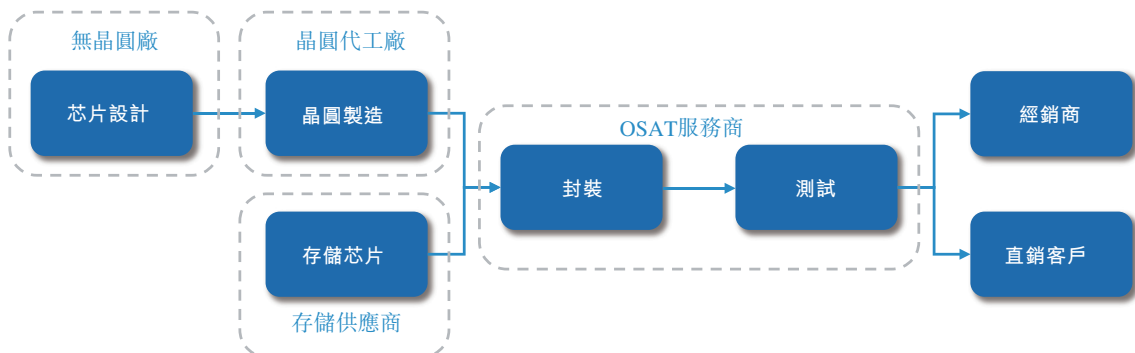 無晶圓廠
芯片設計
晶圓代工廠
晶圓製造
存儲芯片
存儲供應商
OSAT服務商
封裝
測試
經銷商
直銷客戶